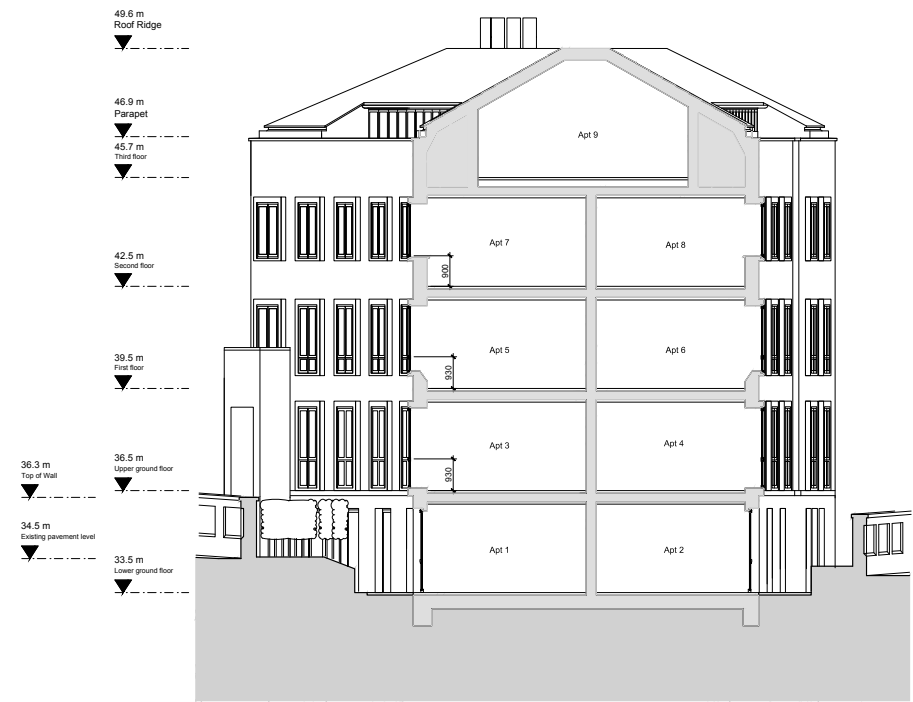 49.6 m
Roof Ridge
46.9 m
Parapet
45.7 m
Third floor
Apt 9
42.5 m
Second floor
Apt 7
Apt 8
900
39.5 m
First floor
Apt 5
Apt 6
930
36.5 m
Upper ground floor
Apt 3
Apt 4
930
36.3 m
Top of Wall
34.5 m
Existing pavement level
33.5 m
Lower ground floor
Apt 1
Apt 2